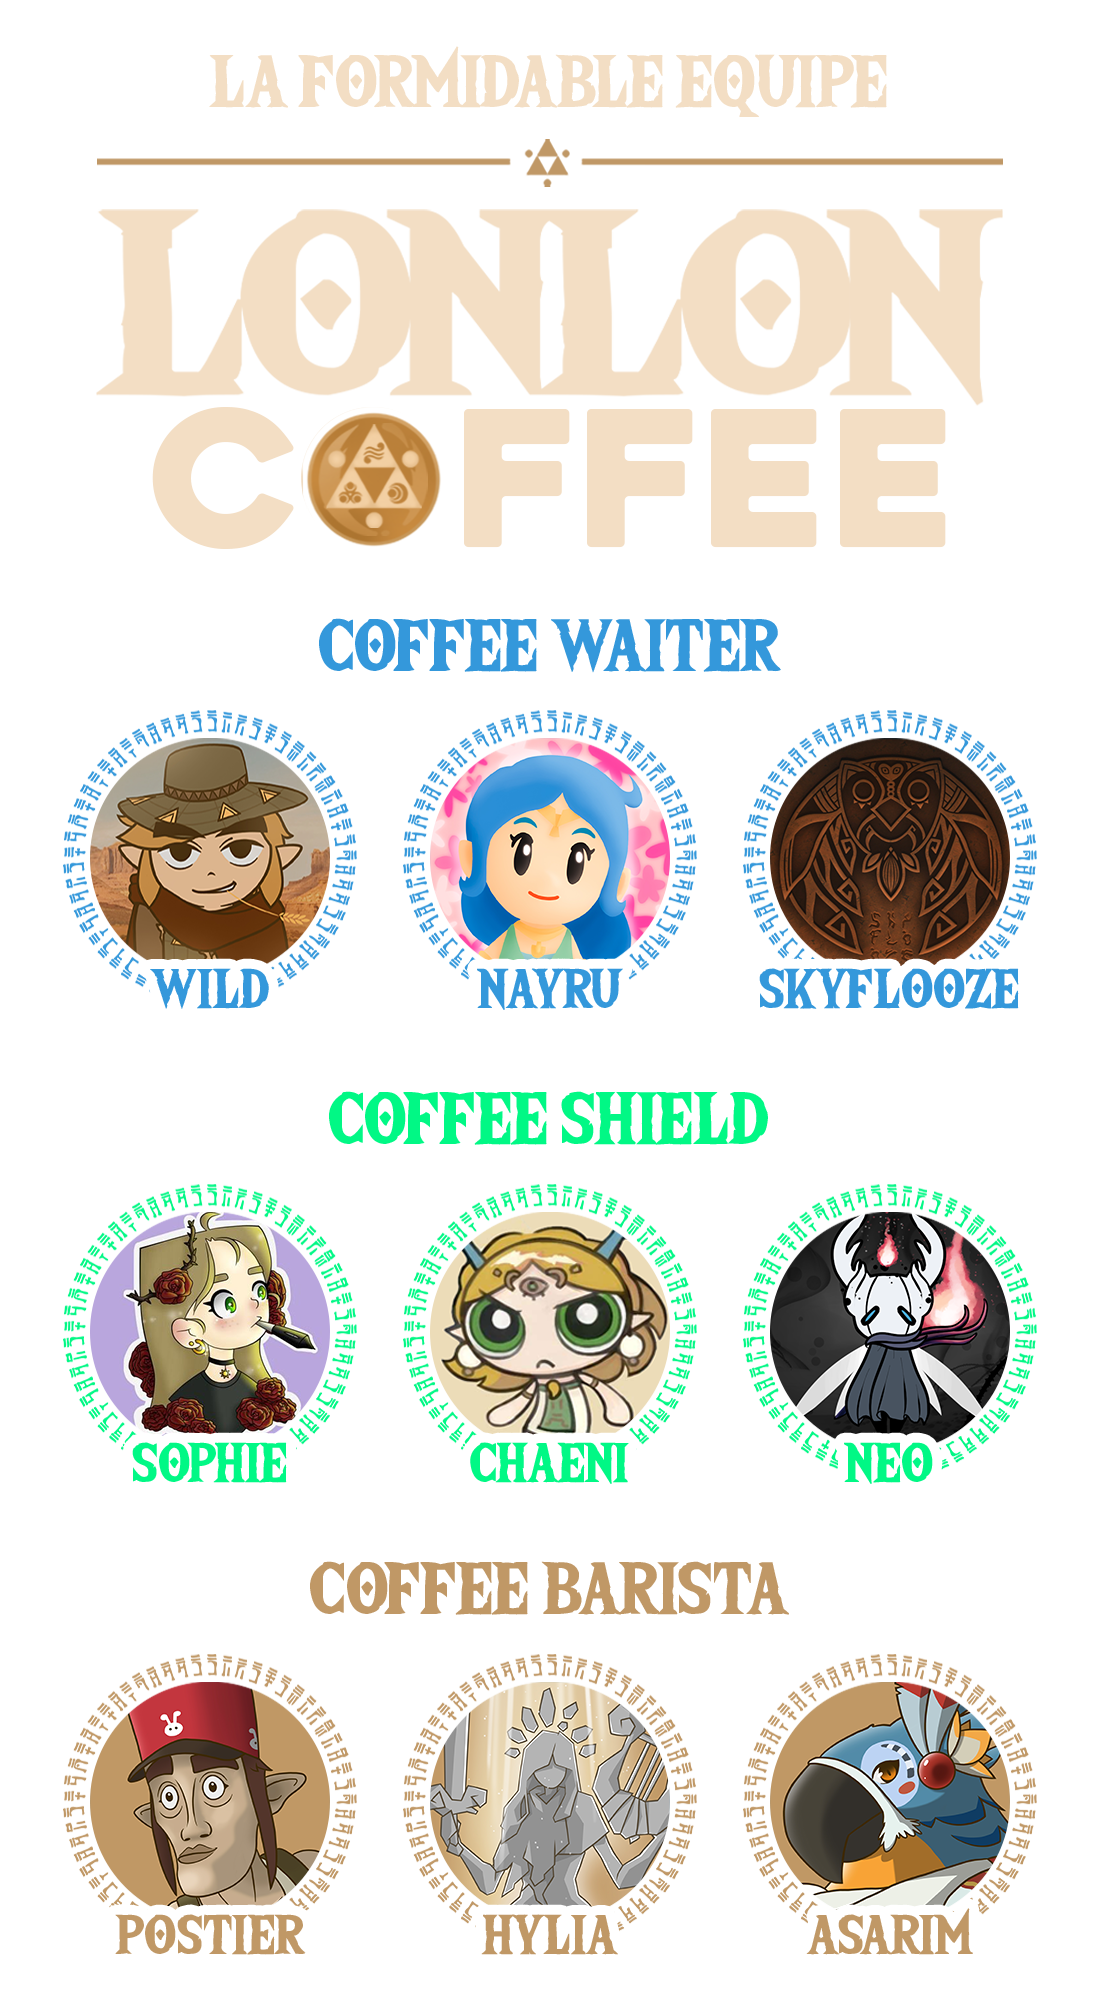 LA FORMIDABLE EQUIPE
LONLON
COFFEE
COFFEE WAITER
WILD
NAYRU
SKYFLOOZE
COFFEE SHIELD
SOPHIE
CHAENI
NEO
COFFEE BARISTA
POSTIER
HYLIA
ASARIM